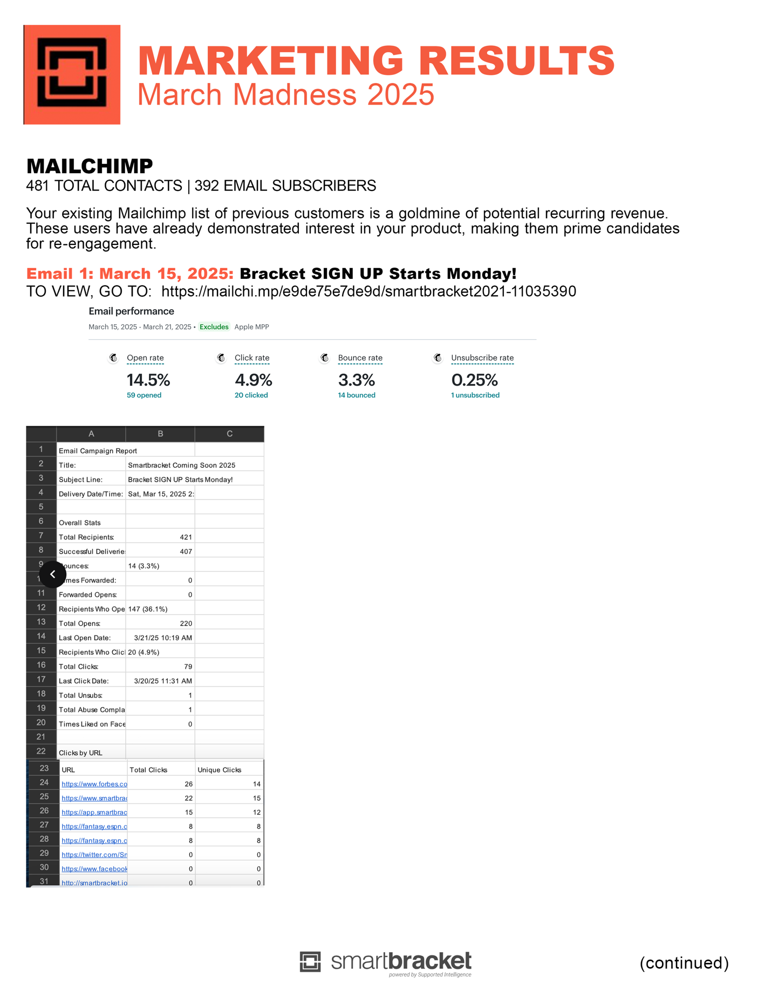 MARKETING RESULTS
March Madness 2025
MAILCHIMP
481 TOTAL CONTACTS | 392 EMAIL SUBSCRIBERS
Your existing Mailchimp list of previous customers is a goldmine of potential recurring revenue.
These users have already demonstrated interest in your product, making them prime candidates
for re-engagement.
Email 1: March 15, 2025: Bracket SIGN UP Starts Monday!
TO VIEW, GO TO: https://mailchi.mp/e9de75e7de9d/smartbracket2021-11035390
Email performance
March 15, 2025 - March 21, 2025 • Excludes Apple MPP
Open rate Click rate Bounce rate Unsubscribe rate
14.5% 4.9% 3.3% 0.25%
59 opened 20 clicked 14 bounced 1 unsubscribed
A B C
1 Email Campaign Report
2 Title: Smartbracket Coming Soon 2025
3 Subject Line: Bracket SIGN UP Starts Monday!
4 Delivery Date/Time: Sat, Mar 15, 2025 2:
5
6 Overall Stats
7 Total Recipients: 421
8 Successful Deliveries 407
9 ounces: 14 (3.3%)
1 mes Forwarded: 0
11 Forwarded Opens: 0
12 Recipients Who Ope 147 (36.1%)
13 Total Opens: 220
14 Last Open Date: 3/21/25 10:19 AM
15 Recipients Who Clic 20 (4.9%)
16 Total Clicks: 79
17 Last Click Date: 3/20/25 11:31 AM
18 Total Unsubs: 1
19 Total Abuse Compla 1
20 Times Liked on Face 0
21
22 Clicks by URL
23 URL Total Clicks Unique Clicks
24 https://www.forbes.co 26 14
25 https://www.smartbrac 22 15
26 https://app.smartbrac 15 12
27 https://fantasy.espn.c 8 8
28 https://fantasy.espn.c 8 8
29 https://twitter.com/Sm 0 0
30 https://www.facebook 0 0
31 http://smartbracket.io 0 0
smartbracket
powered by Supported Intelligence
(continued)